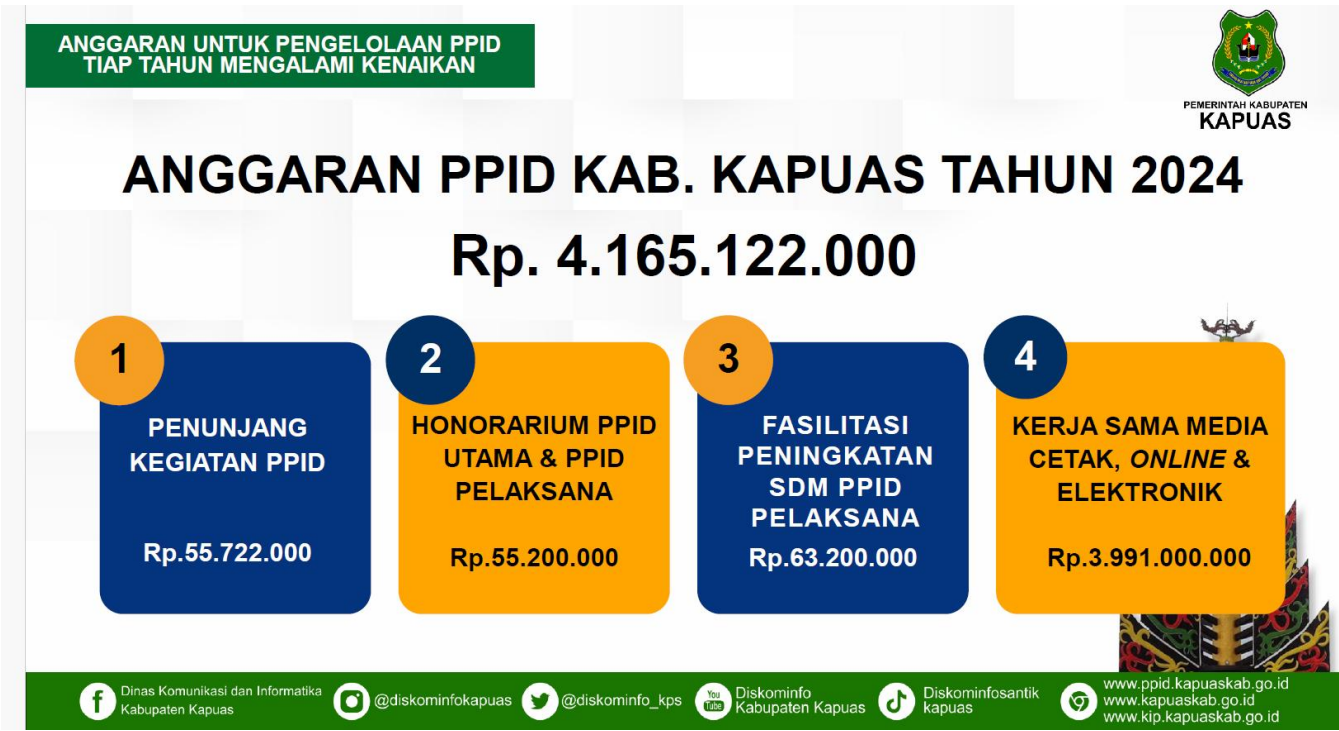 ANGGARAN UNTUK PENGELOLAAN PPID
TIAP TAHUN MENGALAMI KENAIKAN
PEMERINTAH KABUPATEN
KAPUAS
ANGGARAN PPID KAB. KAPUAS TAHUN 2024
Rp. 4.165.122.000
1
PENUNJANG
KEGIATAN PPID
Rp.55.722.000
2
HONORARIUM PPID
UTAMA & PPID
PELAKSANA
Rp.55.200.000
3
FASILITASI
PENINGKATAN
SDM PPID
PELAKSANA
Rp.63.200.000
4
KERJA SAMA MEDIA
CETAK, ONLINE &
ELEKTRONIK
Rp.3.991.000.000
Dinas Komunikasi dan Informatika
Kabupaten Kapuas
@diskominfokapuas
@diskominfo_kps
You
Tube
Diskominfo
Kabupaten Kapuas
Diskominfosantik
kapuas
www.ppid.kapuaskab.go.id
www.kapuaskab.go.id
www.kip.kapuaskab.go.id